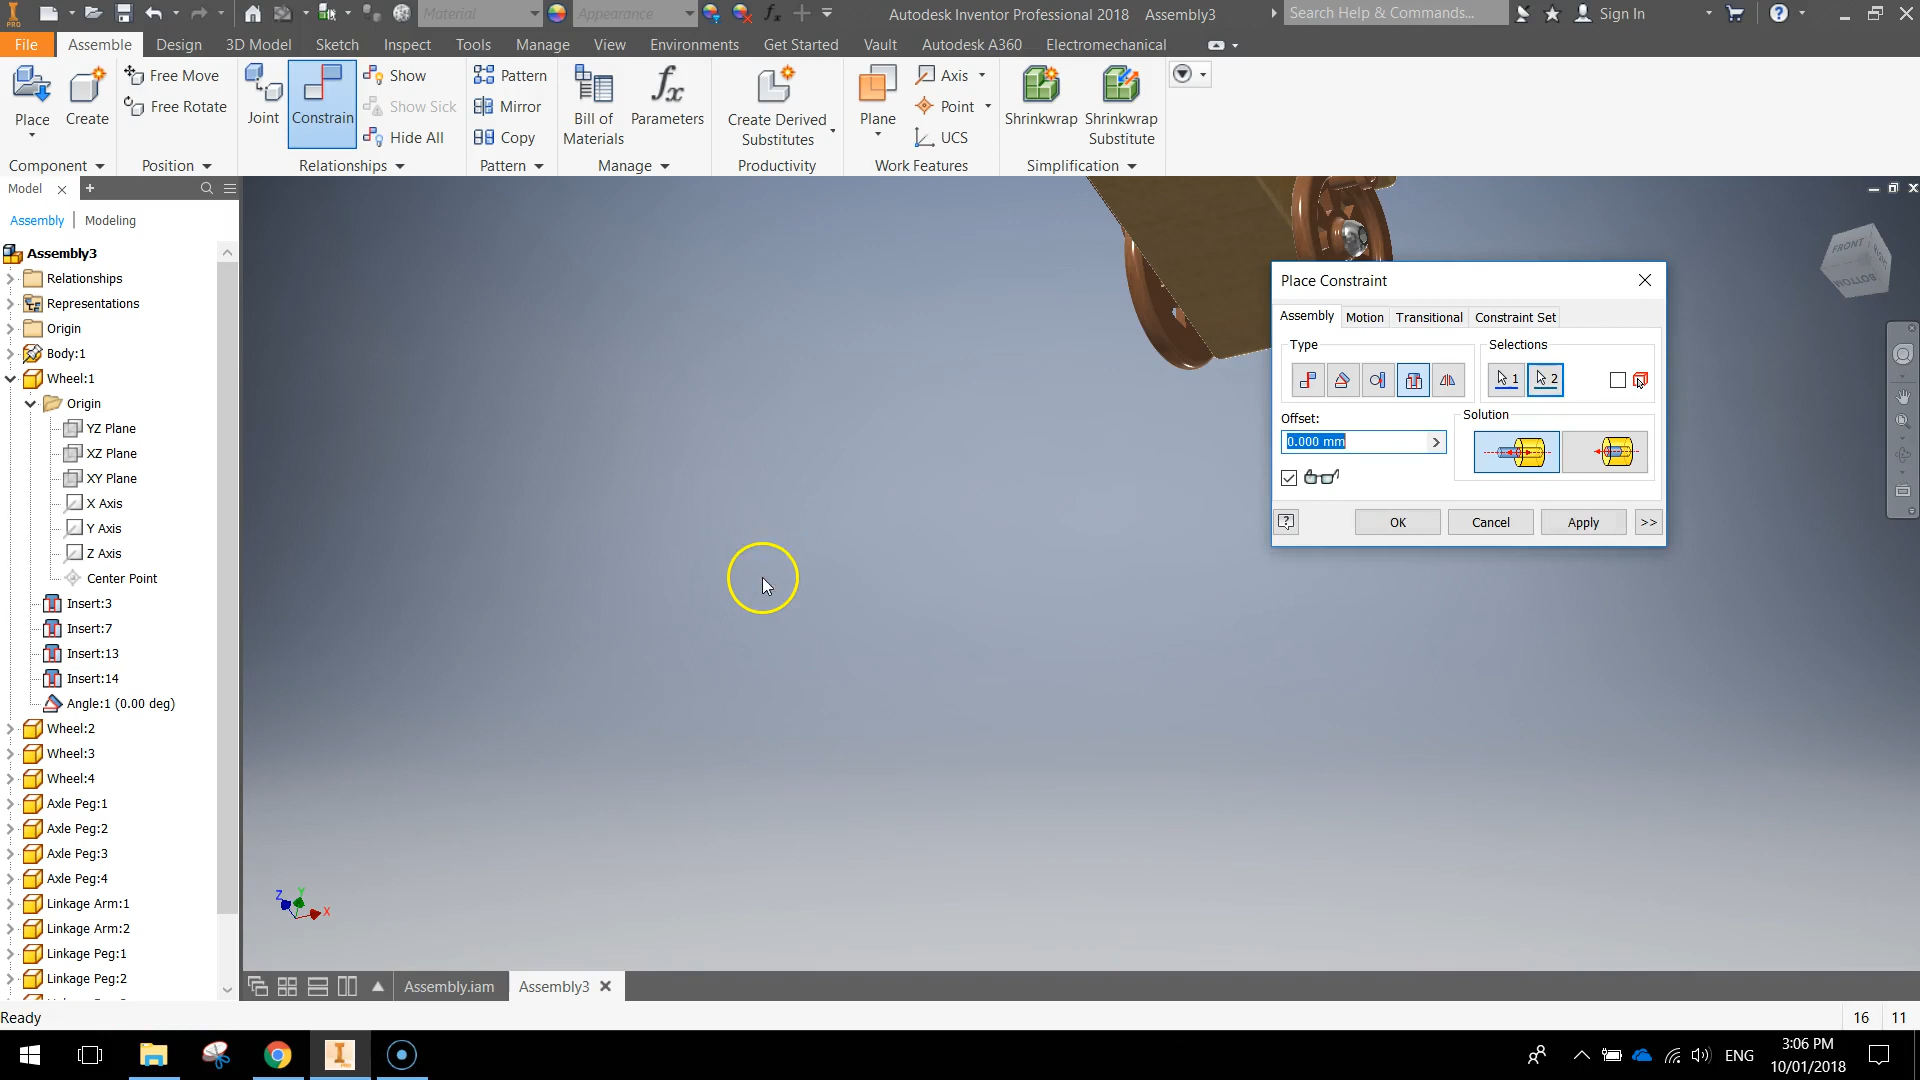 PRO
Material
Appearance
Autodesk Inventor Professional 2018 Assembly3
Search Help & Commands...
Sign In
File
Assemble
Design
3D Model
Sketch
Inspect
Tools
Manage
View
Environments
Get Started
Vault
Autodesk A360
Electromechanical
Place
Create
Free Move
Free Rotate
Joint
Constrain
Show
Show Sick
Hide All
Pattern
Mirror
Copy
Bill of
Materials
Parameters
Create Derived
Substitutes
Plane
Axis
Point
UCS
Shrinkwrap
Shrinkwrap
Substitute
Component
Position
Relationships
Pattern
Manage
Productivity
Work Features
Simplification
Model
Assembly
Modeling
Assembly3
Relationships
Representations
Origin
Body:1
Wheel:1
Origin
YZ Plane
XZ Plane
XY Plane
X Axis
Y Axis
Z Axis
Center Point
Insert:3
Insert:7
Insert:13
Insert:14
Angle:1 (0.00 deg)
Wheel:2
Wheel:3
Wheel:4
Axle Peg:1
Axle Peg:2
Axle Peg:3
Axle Peg:4
Linkage Arm:1
Linkage Arm:2
Linkage Peg:1
Linkage Peg:2
FRONT
RIGHT
BOTTOM
Place Constraint
Assembly
Motion
Transitional
Constraint Set
Type
Selections
1
2
Offset:
0.000 mm
Solution
OK
Cancel
Apply
>>
Z
Y
X
Assembly.iam
Assembly3
Ready
16
11
ENG
3:06 PM
10/01/2018